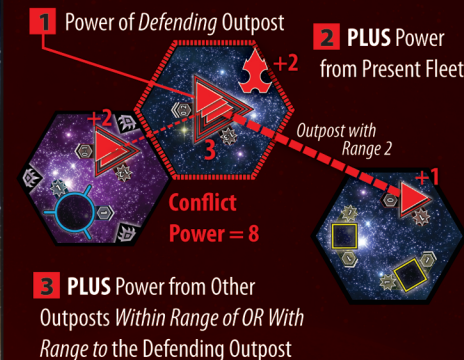 1 Power of Defending Outpost
+2
2 PLUS Power
from Present Fleet
+2
3
Outpost with
Range 2
+1
Conflict
Power = 8
3 PLUS Power from Other
Outposts Within Range of OR With
Range to the Defending Outpost